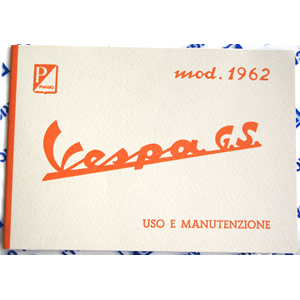 P
PIAGGIO
mod. 1962
Vespa G.S.
USO E MANUTENZIONE